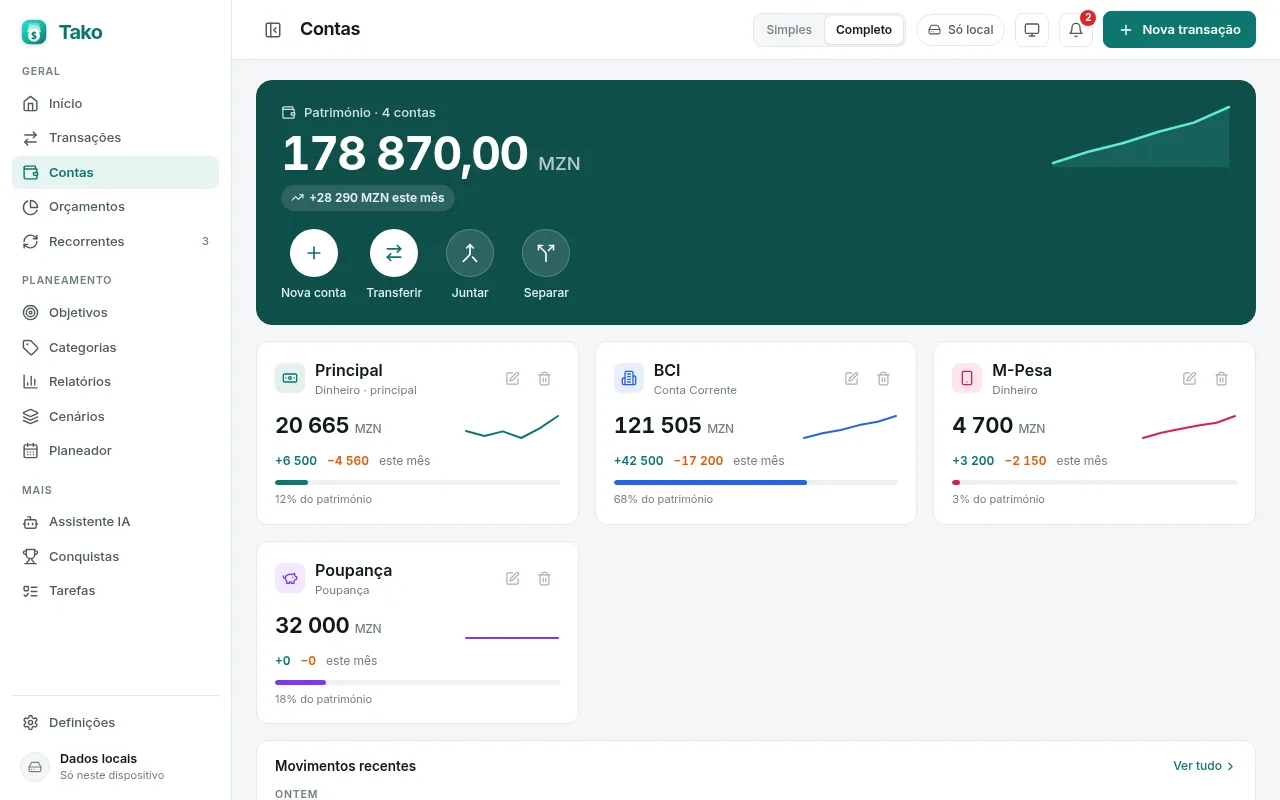 Tako
GERAL
Início
Transações
Contas
Orçamentos
Recorrentes 3
PLANEAMENTO
Objetivos
Categorias
Relatórios
Cenários
Planeador
MAIS
Assistente IA
Conquistas
Tarefas
Definições
Dados locais
Só neste dispositivo
Contas
Simples Completo
Só local
2
Nova transação
Património · 4 contas
178 870,00 MZN
+28 290 MZN este mês
Nova conta Transferir Juntar Separar
Principal
Dinheiro · principal
20 665 MZN
+6 500 −4 560 este mês
12% do património
BCI
Conta Corrente
121 505 MZN
+42 500 −17 200 este mês
68% do património
M-Pesa
Dinheiro
4 700 MZN
+3 200 −2 150 este mês
3% do património
Poupança
Poupança
32 000 MZN
+0 −0 este mês
18% do património
Movimentos recentes
Ver tudo
ONTEM